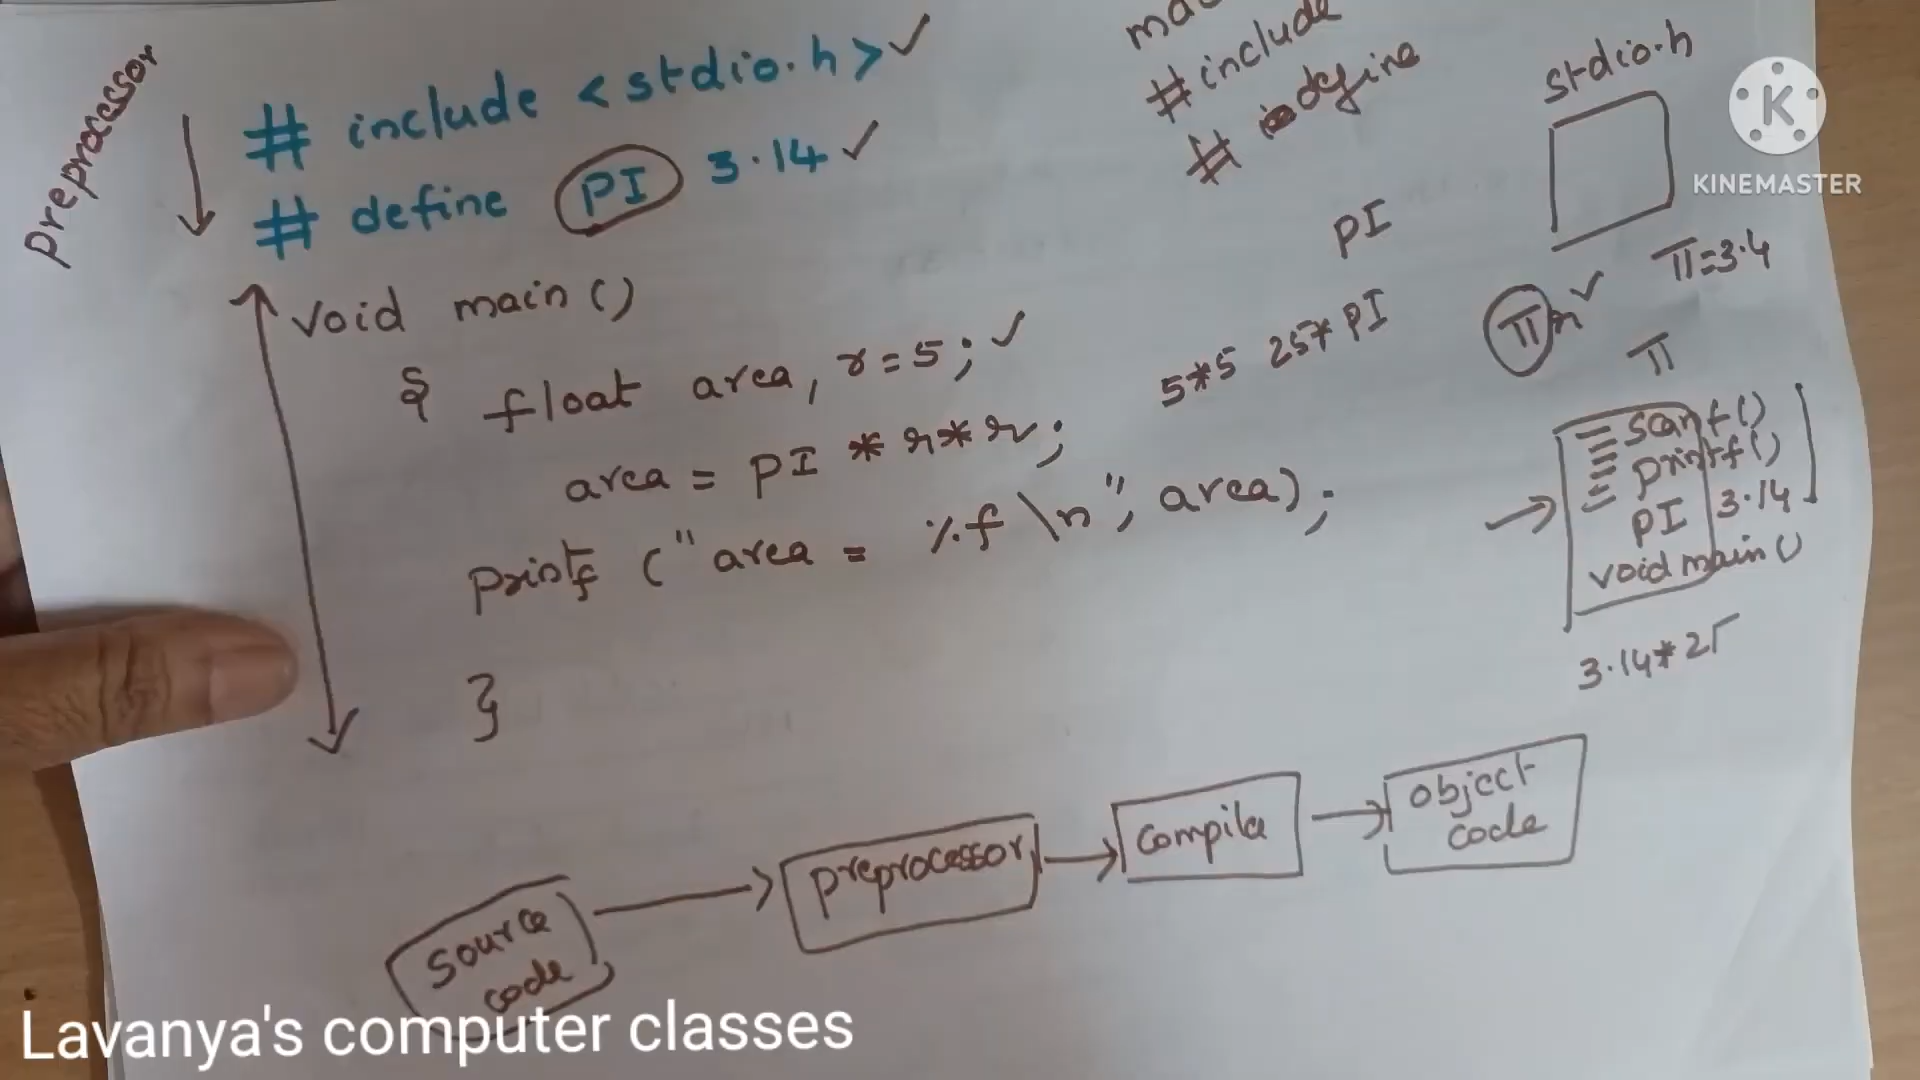 preprocessor
# include <stdio.h>
# define PI 3.14
void main()
{ float area, r=5;
area = PI * r*r;
printf ("area = %f \n", area);
}
#include
# define
PI
5*5 25* PI
stdio.h
KINEMASTER
π=3.4
πr
π
scanf()
printf()
PI 3.14
void main()
3.14*25
source
code
preprocessor
compile
object
code
Lavanya's computer classes